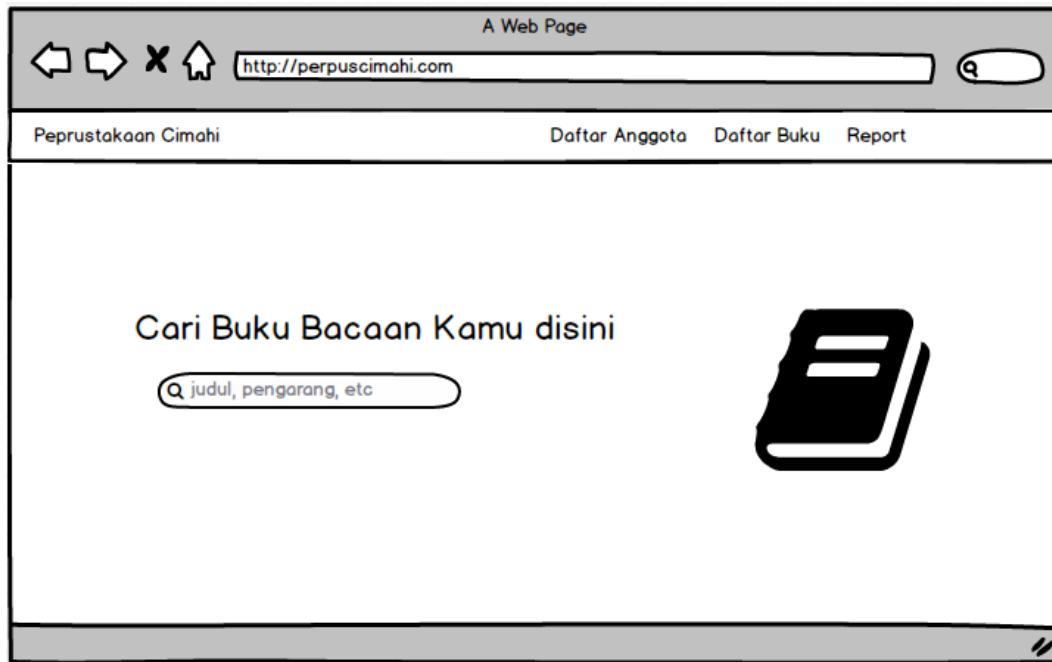 A Web Page
http://perpuscimahi.com
Peprustakaan Cimahi Daftar Anggota Daftar Buku Report
Cari Buku Bacaan Kamu disini
judul, pengarang, etc